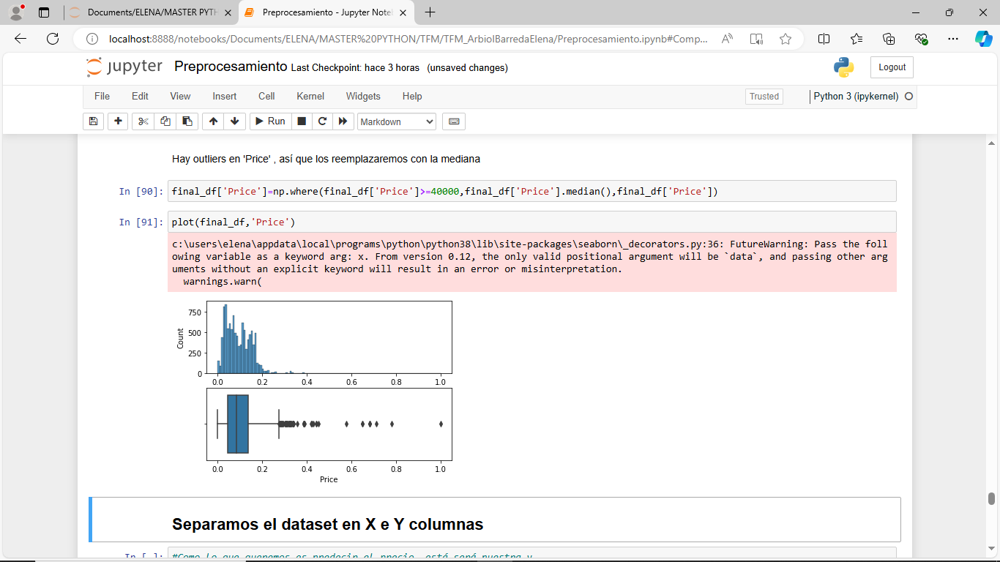 Documents/ELENA/MASTER PYTH
Preprocesamiento - Jupyter Note
localhost:8888/notebooks/Documents/ELENA/MASTER%20PYTHON/TFM/TFM_ArbiolBarredaElena/Preprocesamiento.ipynb#Comp...
jupyter Preprocesamiento Last Checkpoint: hace 3 horas (unsaved changes)
Logout
File Edit View Insert Cell Kernel Widgets Help
Trusted
Python 3 (ipykernel)
Run
Markdown
Hay outliers en 'Price' , así que los reemplazaremos con la mediana
In [90]: final_df['Price']=np.where(final_df['Price']>=40000,final_df['Price'].median(),final_df['Price'])
In [91]: plot(final_df,'Price')
c:\users\elena\appdata\local\programs\python\python38\lib\site-packages\seaborn\_decorators.py:36: FutureWarning: Pass the foll
owing variable as a keyword arg: x. From version 0.12, the only valid positional argument will be `data`, and passing other arg
uments without an explicit keyword will result in an error or misinterpretation.
warnings.warn(
750
500
250
0
Count
0.0 0.2 0.4 0.6 0.8 1.0
0.0 0.2 0.4 0.6 0.8 1.0
Price
Separamos el dataset en X e Y columnas
In [ ]: #Como lo que queremos es predecir el precio, está será nuestra y